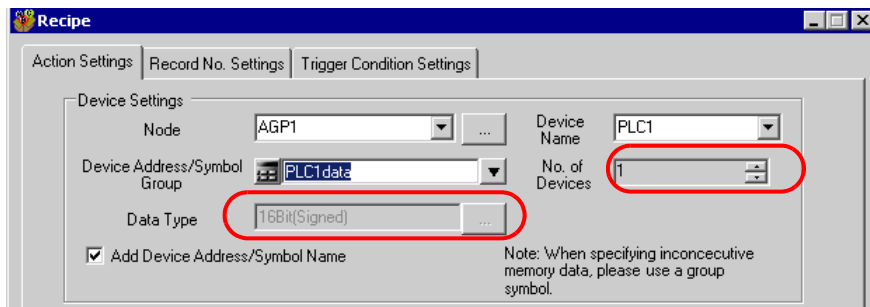 Recipe
Action Settings Record No. Settings Trigger Condition Settings
Device Settings
Node AGP1 ... Device Name PLC1
Device Address/Symbol Group PLC1data No. of Devices 1
Data Type 16Bit(Signed) ...
Add Device Address/Symbol Name
Note: When specifying inconcecutive
memory data, please use a group
symbol.